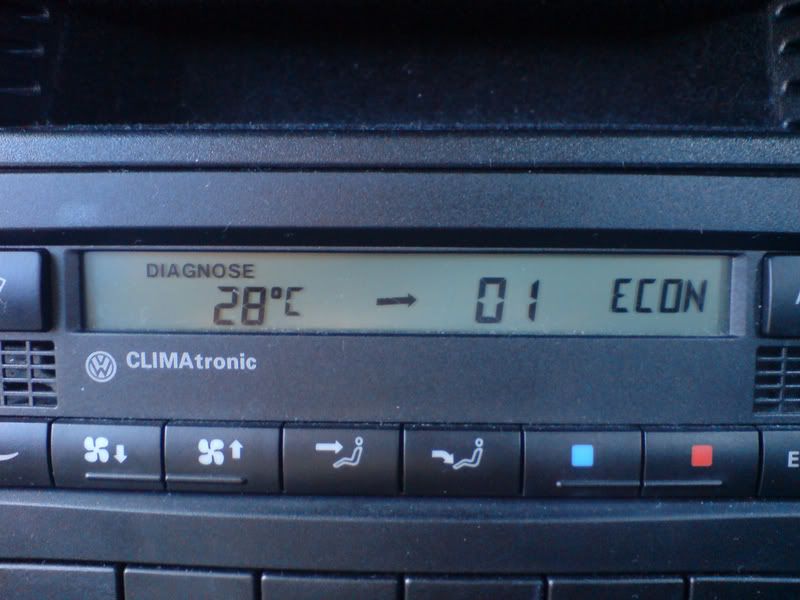 DIAGNOSE
28°C → 01 ECON
CLIMAtronic
E